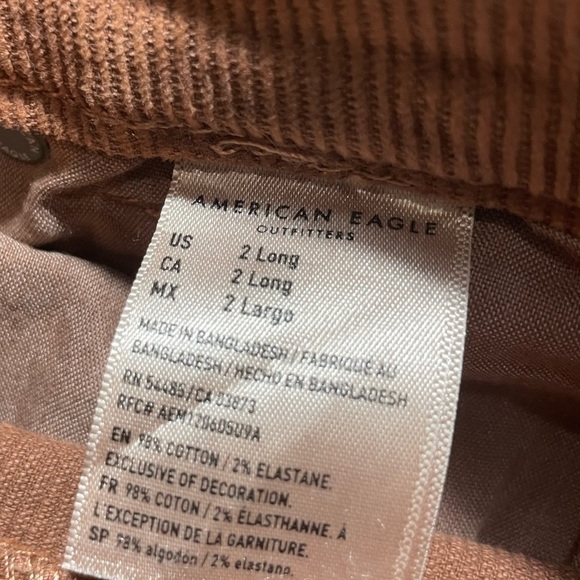 AMERICAN EAGLE
OUTFITTERS
US 2 Long
CA 2 Long
MX 2 Largo
MADE IN BANGLADESH / FABRIQUÉ AU
BANGLADESH / HECHO EN BANGLADESH
RN 54485 / CA 03873
RFC# AEM1206D5U9A
EN 98% COTTON / 2% ELASTANE.
EXCLUSIVE OF DECORATION.
FR 98% COTON / 2% ÉLASTHANNE. À
L'EXCEPTION DE LA GARNITURE.
SP 98% algodón / 2% elastano.